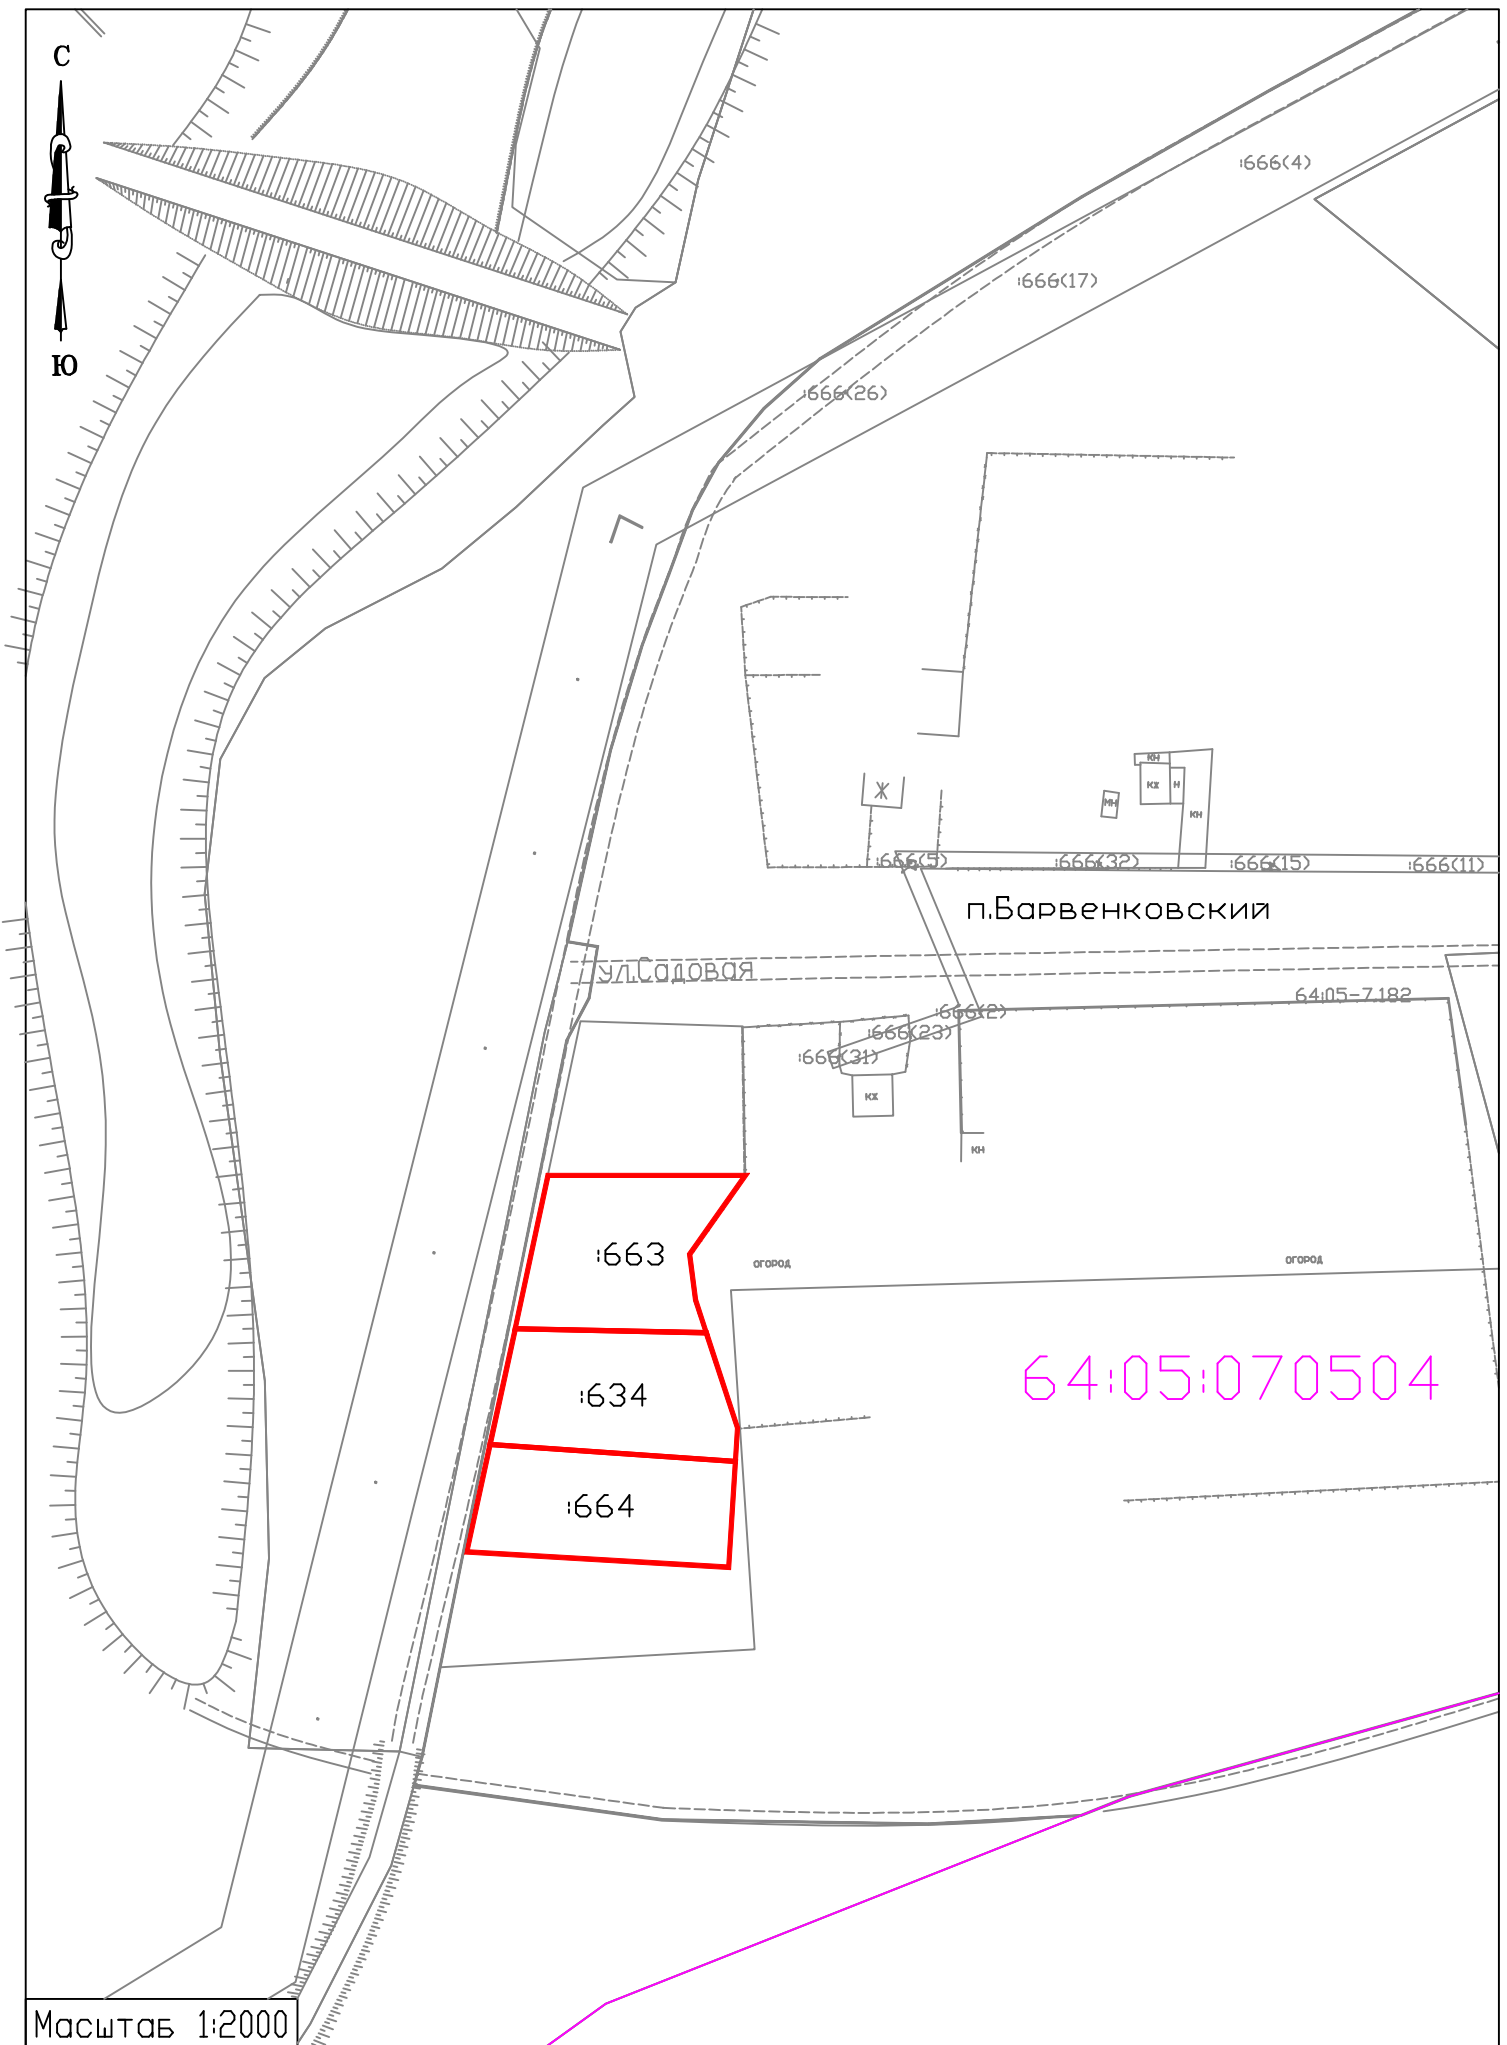 С
Ю
:666(4)
:666(17)
:666(26)
Ж
кн
кж
н
мн
кн
:666(5)
:666(32)
:666(15)
:666(11)
п.Барвенковский
ул.Садовая
64:05-7.182
:666(2)
:666(23)
:666(31)
кж
кн
:663
огород
огород
64:05:070504
:634
:664
Масштаб 1:2000